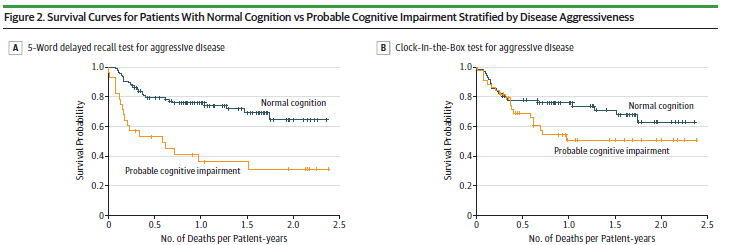 Figure 2. Survival Curves for Patients With Normal Cognition vs Probable Cognitive Impairment Stratified by Disease Aggressiveness
A 5-Word delayed recall test for aggressive disease
1.0
0.8
0.6
0.4
0.2
0
Survival Probability
Normal cognition
Probable cognitive impairment
0 0.5 1.0 1.5 2.0 2.5
No. of Deaths per Patient-years
B Clock-In-the-Box test for aggressive disease
1.0
0.8
0.6
0.4
0.2
0
Survival Probability
Normal cognition
Probable cognitive impairment
0 0.5 1.0 1.5 2.0 2.5
No. of Deaths per Patient-years